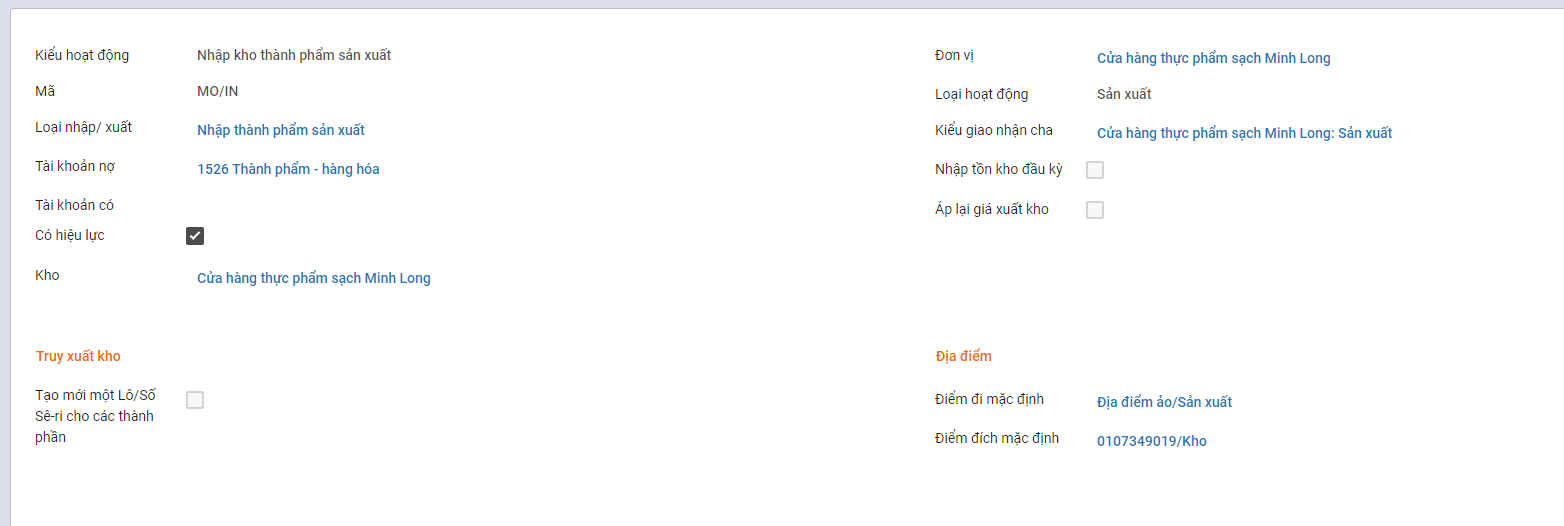 Kiểu hoạt động Nhập kho thành phẩm sản xuất
Mã MO/IN
Loại nhập/ xuất Nhập thành phẩm sản xuất
Tài khoản nợ 1526 Thành phẩm - hàng hóa
Tài khoản có
Có hiệu lực
Kho Cửa hàng thực phẩm sạch Minh Long
Đơn vị Cửa hàng thực phẩm sạch Minh Long
Loại hoạt động Sản xuất
Kiểu giao nhận cha Cửa hàng thực phẩm sạch Minh Long: Sản xuất
Nhập tồn kho đầu kỳ
Áp lại giá xuất kho
Truy xuất kho
Tạo mới một Lô/Số
Sê-ri cho các thành
phần
Địa điểm
Điểm đi mặc định Địa điểm ảo/Sản xuất
Điểm đích mặc định 0107349019/Kho